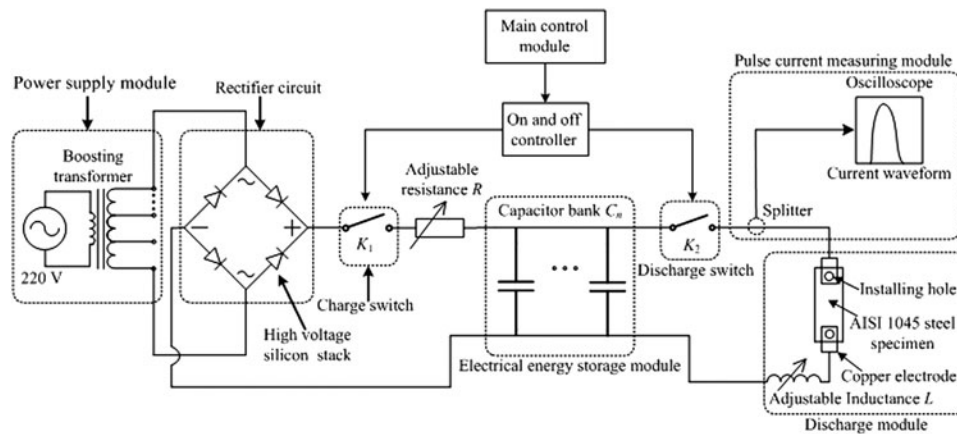 Main control
module
Pulse current measuring module
Oscilloscope
Current waveform
Splitter
Power supply module
Rectifier circuit
On and off
controller
Boosting
transformer
220 V
Adjustable
resistance R
K1
Charge switch
High voltage
silicon stack
Capacitor bank Cn
Electrical energy storage module
K2
Discharge switch
Installing hole
AISI 1045 steel
specimen
Copper electrode
Adjustable Inductance L
Discharge module